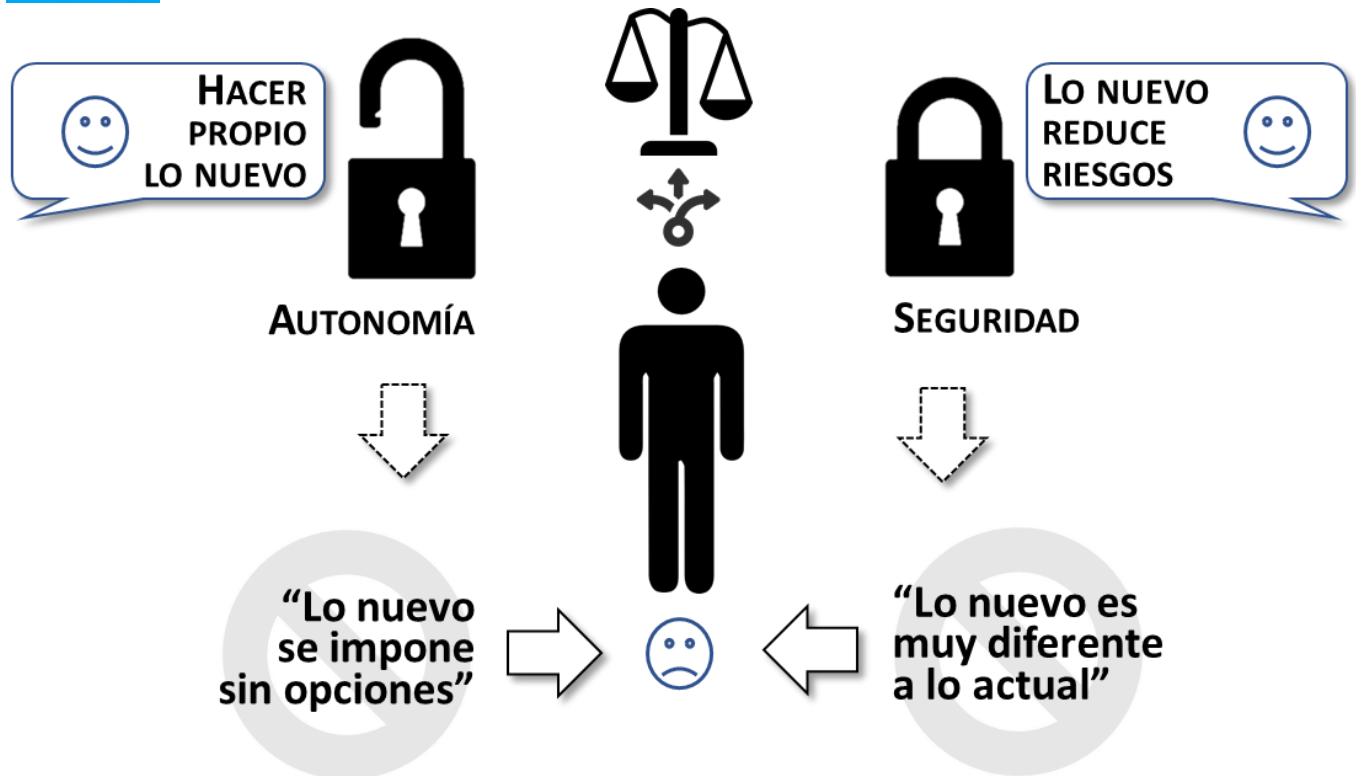 HACER
PROPIO
LO NUEVO
LO NUEVO
REDUCE
RIESGOS
AUTONOMÍA
SEGURIDAD
“Lo nuevo
se impone
sin opciones”
“Lo nuevo es
muy diferente
a lo actual”